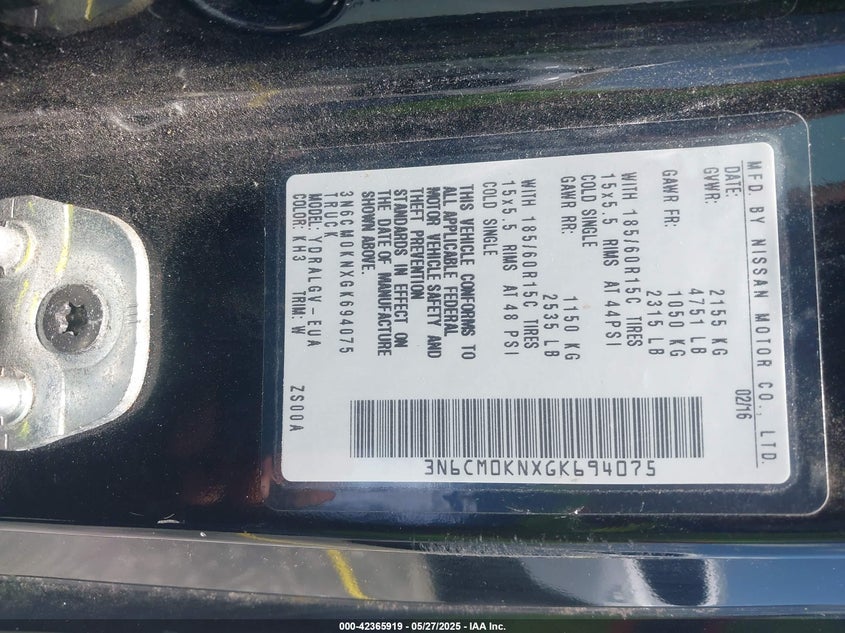 MFD. BY NISSAN MOTOR CO., LTD.
DATE: 02/16
GVWR: 2155 KG
4751 LB
GAWR FR: 1050 KG
2315 LB
WITH 185/60R15C TIRES
15x5.5 RIMS AT 44PSI
COLD SINGLE
GAWR RR: 1150 KG
2535 LB
WITH 185/60R15C TIRES
15x5.5 RIMS AT 48 PSI
COLD SINGLE
THIS VEHICLE CONFORMS TO
ALL APPLICABLE FEDERAL
MOTOR VEHICLE SAFETY AND
THEFT PREVENTION
STANDARDS IN EFFECT ON
THE DATE OF MANUFACTURE
SHOWN ABOVE.
3N6CM0KNXGK694075
TRUCK
MODEL: YDRALGV-EUA
COLOR: KH3 TRIM: W ZS00A
3N6CM0KNXGK694075
000-42365919 - 05/27/2025 - IAA Inc.